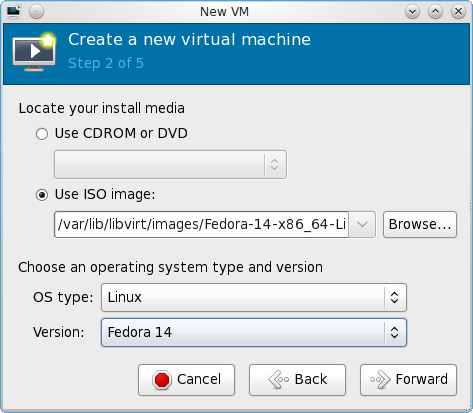 New VM
Create a new virtual machine
Step 2 of 5
Locate your install media
Use CDROM or DVD
Use ISO image:
/var/lib/libvirt/images/Fedora-14-x86_64-Li
Browse...
Choose an operating system type and version
OS type: Linux
Version: Fedora 14
Cancel Back Forward